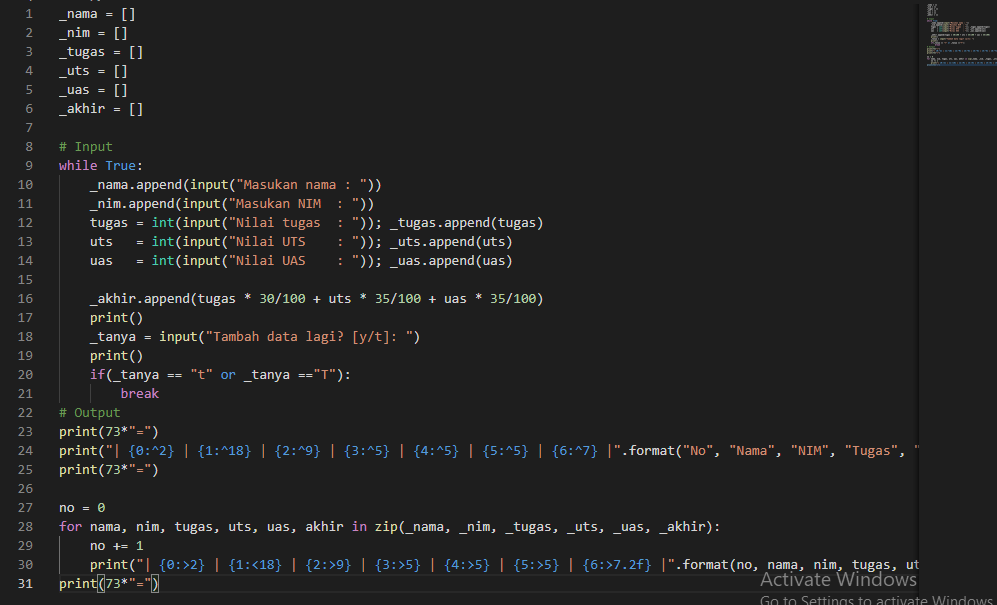 1 _nama = []
2 _nim = []
3 _tugas = []
4 _uts = []
5 _uas = []
6 _akhir = []
7
8 # Input
9 while True:
10     _nama.append(input("Masukan nama : "))
11     _nim.append(input("Masukan NIM  : "))
12     tugas = int(input("Nilai tugas  : ")); _tugas.append(tugas)
13     uts   = int(input("Nilai UTS    : ")); _uts.append(uts)
14     uas   = int(input("Nilai UAS    : ")); _uas.append(uas)
15
16     _akhir.append(tugas * 30/100 + uts * 35/100 + uas * 35/100)
17     print()
18     _tanya = input("Tambah data lagi? [y/t]: ")
19     print()
20     if(_tanya == "t" or _tanya =="T"):
21         break
22 # Output
23 print(73*"=")
24 print("| {0:^2} | {1:^18} | {2:^9} | {3:^5} | {4:^5} | {5:^5} | {6:^7} |".format("No", "Nama", "NIM", "Tugas", "
25 print(73*"=")
26
27 no = 0
28 for nama, nim, tugas, uts, uas, akhir in zip(_nama, _nim, _tugas, _uts, _uas, _akhir):
29     no += 1
30     print("| {0:>2} | {1:<18} | {2:>9} | {3:>5} | {4:>5} | {5:>5} | {6:>7.2f} |".format(no, nama, nim, tugas, ut
31 print(73*"=")
Activate Windows
Go to Settings to activate Windows.